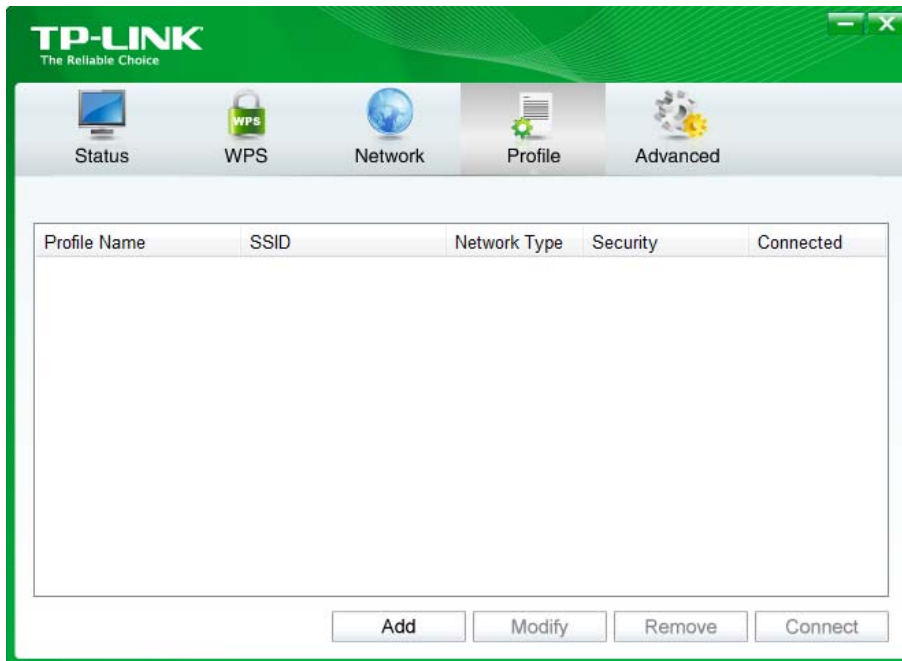 TP-LINK
The Reliable Choice
WPS
Status WPS Network Profile Advanced
Profile Name SSID Network Type Security Connected
Add Modify Remove Connect